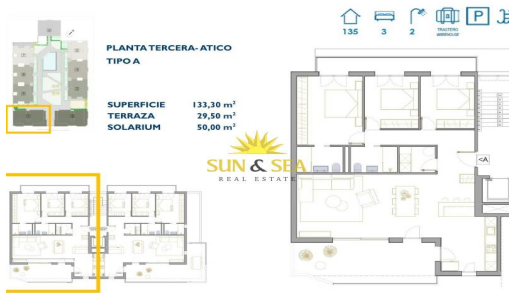 135 3 2
TRASTERO
P
PLANTA TERCERA- ATICO
TIPO A
SUPERFICIE 133,30 m²
TERRAZA 29,50 m²
SOLARIUM 50,00 m²
SUN & SEA
REAL ESTATE
<A